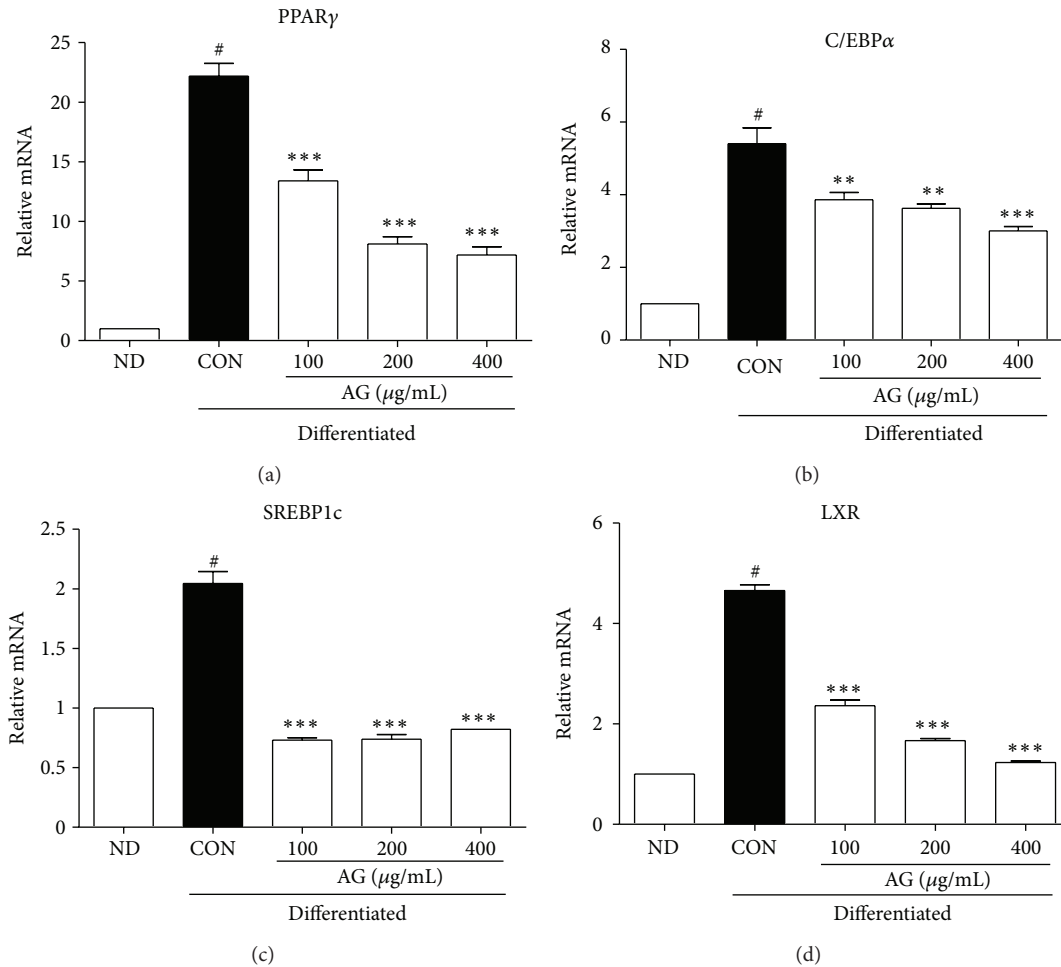 PPARγ
Relative mRNA
25
20
15
10
5
0
#
***
***
***
ND
CON
100
200
400
AG (μg/mL)
Differentiated
(a)
C/EBPα
Relative mRNA
8
6
4
2
0
#
**
**
***
ND
CON
100
200
400
AG (μg/mL)
Differentiated
(b)
SREBP1c
Relative mRNA
2.5
2
1
0.5
0
#
***
***
***
ND
CON
100
200
400
AG (μg/mL)
Differentiated
(c)
LXR
Relative mRNA
6
4
2
0
#
***
***
***
ND
CON
100
200
400
AG (μg/mL)
Differentiated
(d)